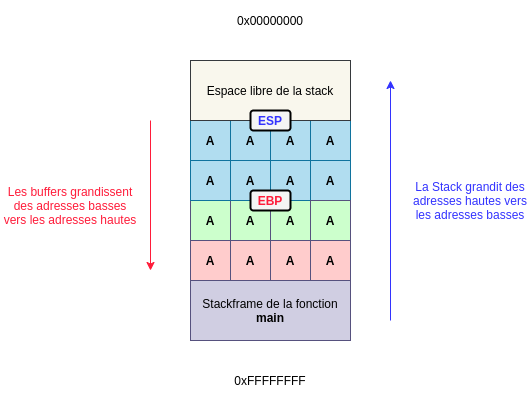 0x00000000
Espace libre de la stack
ESP
A A A A
A A A A
EBP
A A A A
A A A A
Stackframe de la fonction
main
Les buffers grandissent
des adresses basses
vers les adresses hautes
La Stack grandit des
adresses hautes vers
les adresses basses
0xFFFFFFFF